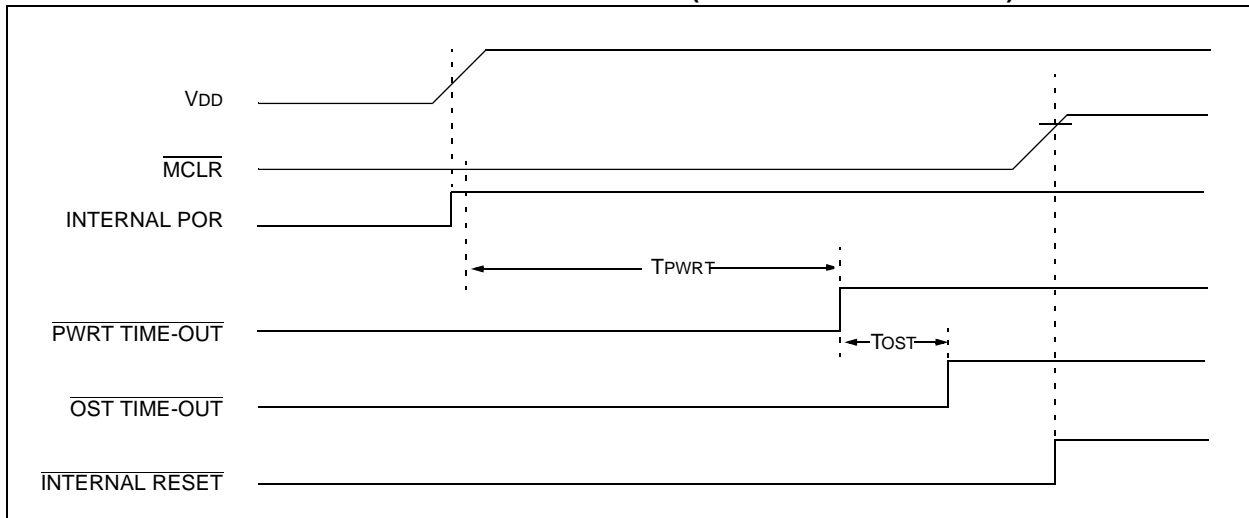 VDD
MCLR
INTERNAL POR
TPWRT
PWRT TIME-OUT
TOST
OST TIME-OUT
INTERNAL RESET